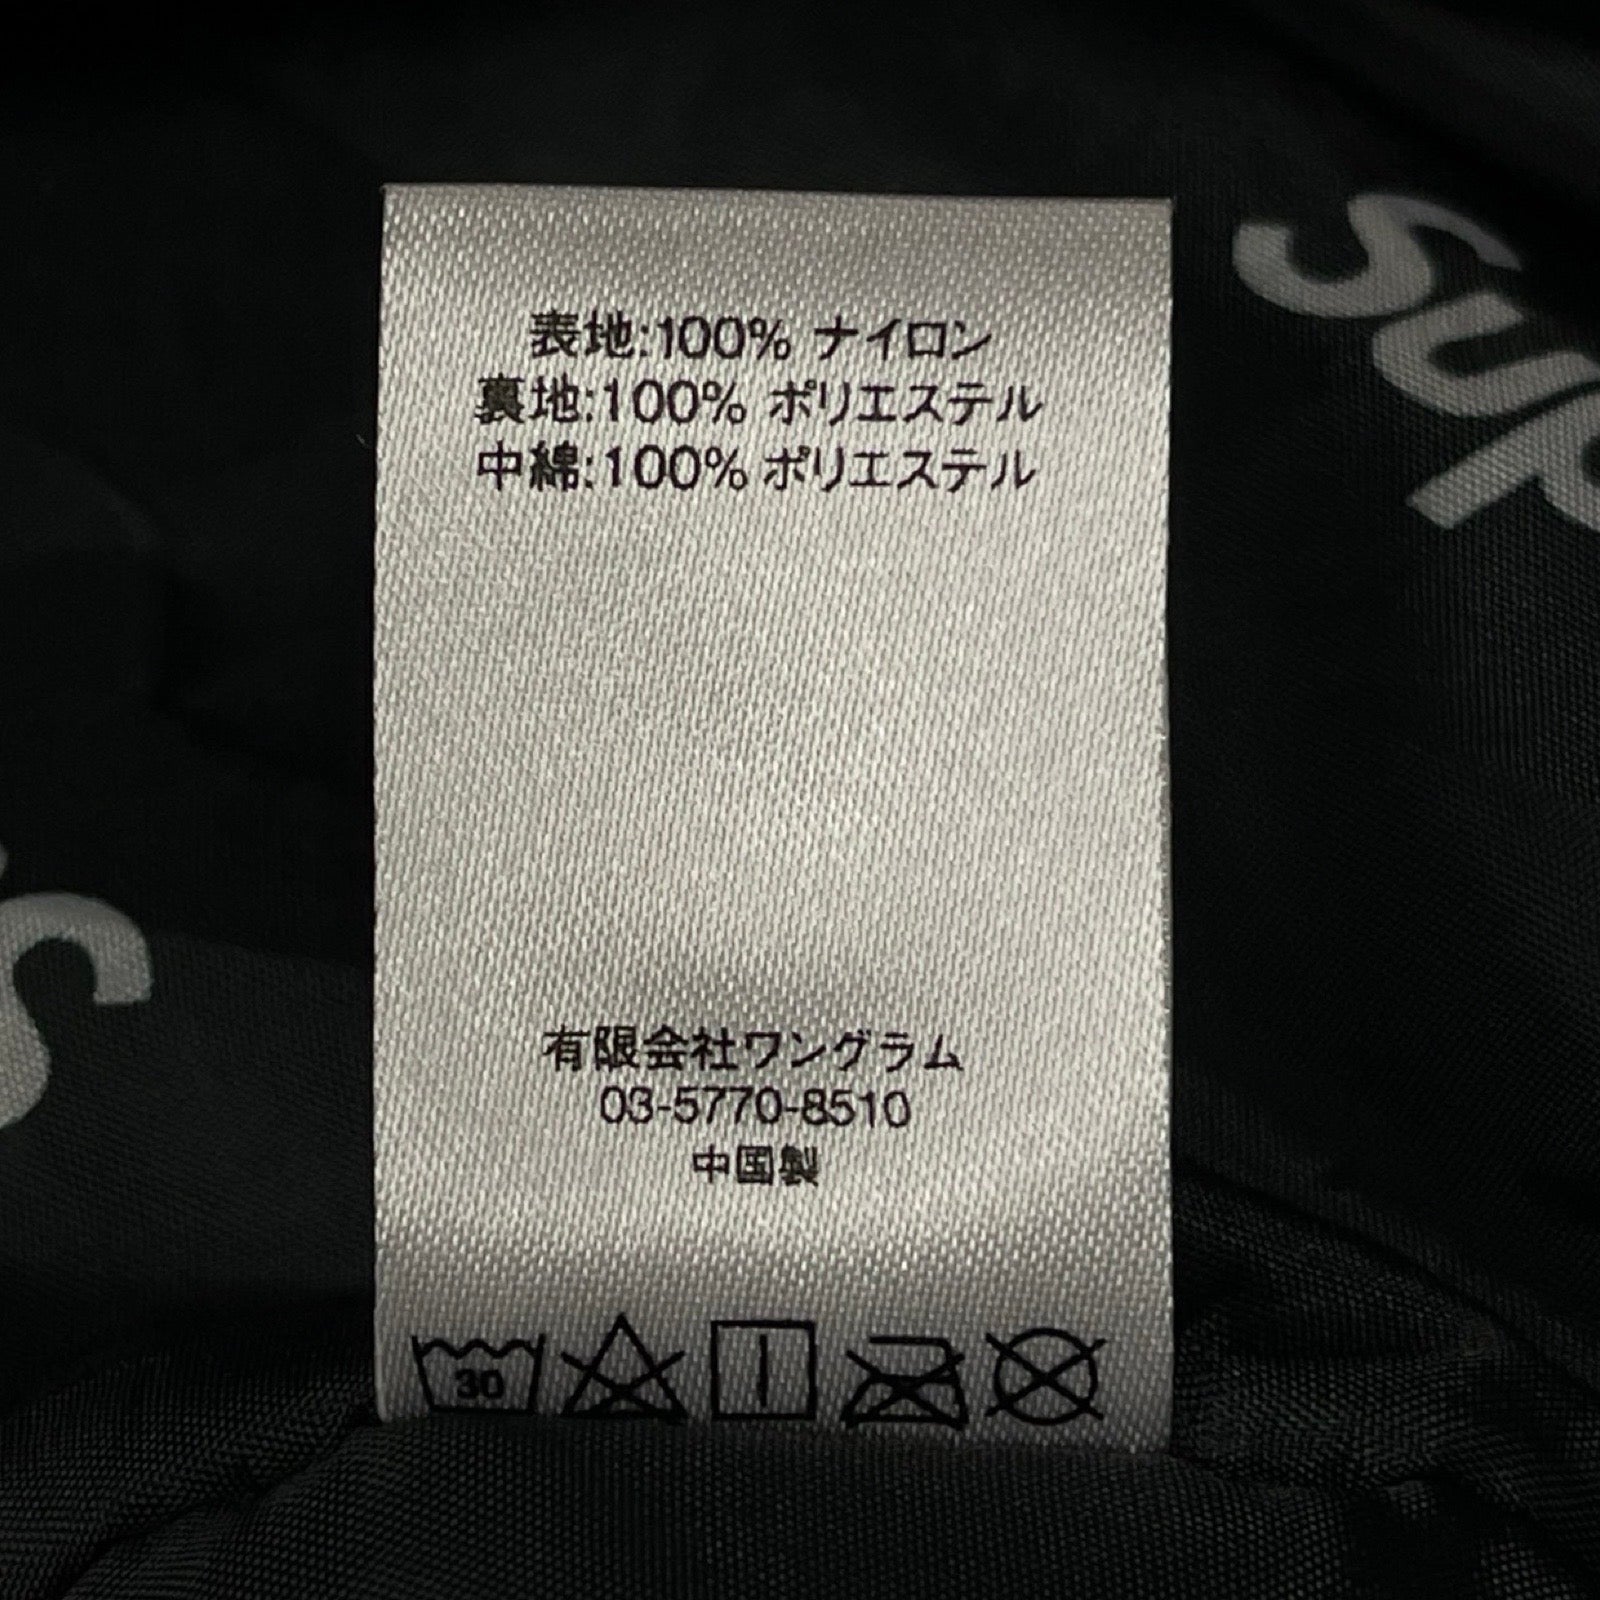 表地:100% ナイロン
裏地:100% ポリエステル
中綿:100% ポリエステル
有限会社ワングラム
03-5770-8510
中国製
30
Sup
S